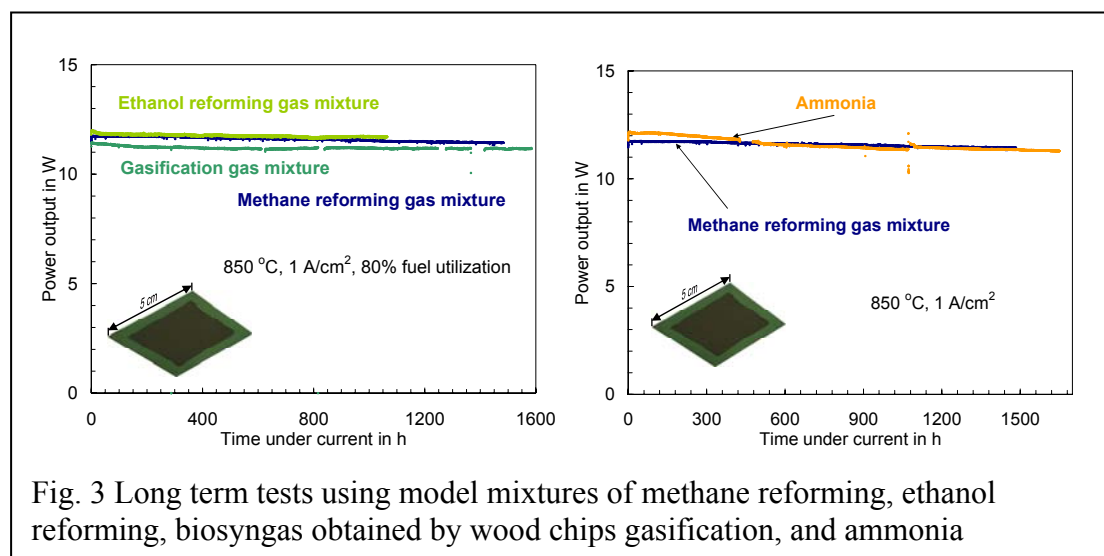 15
10
5
0
Power output in W
Ethanol reforming gas mixture
Gasification gas mixture
Methane reforming gas mixture
850 °C, 1 A/cm², 80% fuel utilization
5 cm
0 400 800 1200 1600
Time under current in h
15
10
5
0
Power output in W
Ammonia
Methane reforming gas mixture
850 °C, 1 A/cm²
5 cm
0 300 600 900 1200 1500
Time under current in h
Fig. 3 Long term tests using model mixtures of methane reforming, ethanol
reforming, biosyngas obtained by wood chips gasification, and ammonia